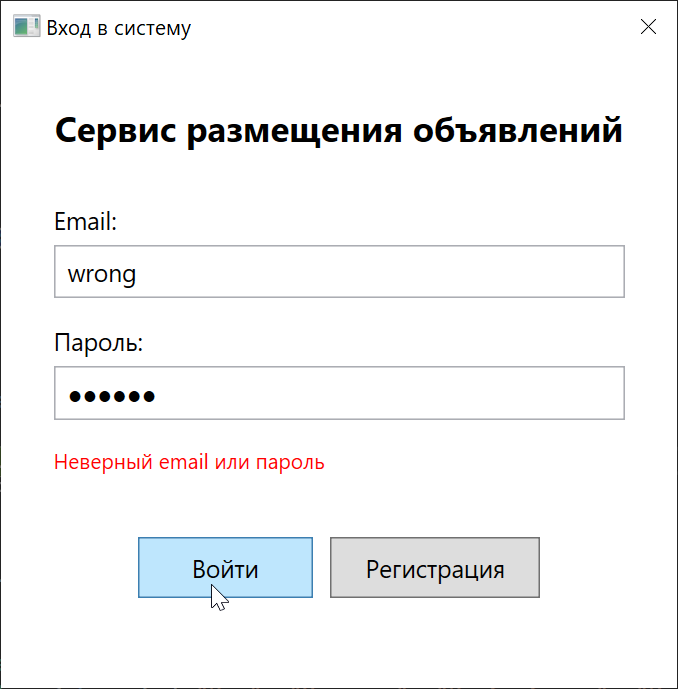 Вход в систему
Сервис размещения объявлений
Email:
wrong
Пароль:
●●●●●●
Неверный email или пароль
Войти Регистрация